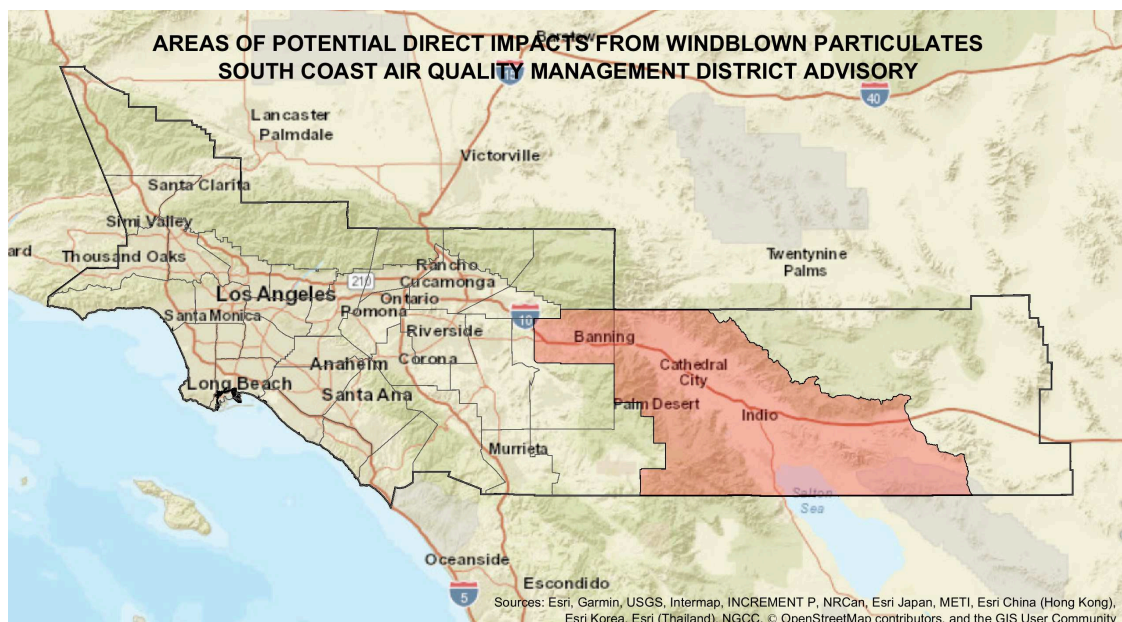 AREAS OF POTENTIAL DIRECT IMPACTS FROM WINDBLOWN PARTICULATES
SOUTH COAST AIR QUALITY MANAGEMENT DISTRICT ADVISORY
Barstow
15
40
Lancaster
Palmdale
Victorville
Santa Clarita
Simi Valley
ard
Thousand Oaks
Twentynine
Palms
Rancho
Cucamonga
210
Los Angeles
Ontario
Santa Monica
Pomona
10
Riverside
Banning
Anaheim
Corona
Cathedral
City
Long Beach
Santa Ana
Palm Desert
Indio
Murrieta
Salton
Sea
Oceanside
Escondido
5
Sources: Esri, Garmin, USGS, Intermap, INCREMENT P, NRCan, Esri Japan, METI, Esri China (Hong Kong),
Esri Korea, Esri (Thailand), NGCC, © OpenStreetMap contributors, and the GIS User Community